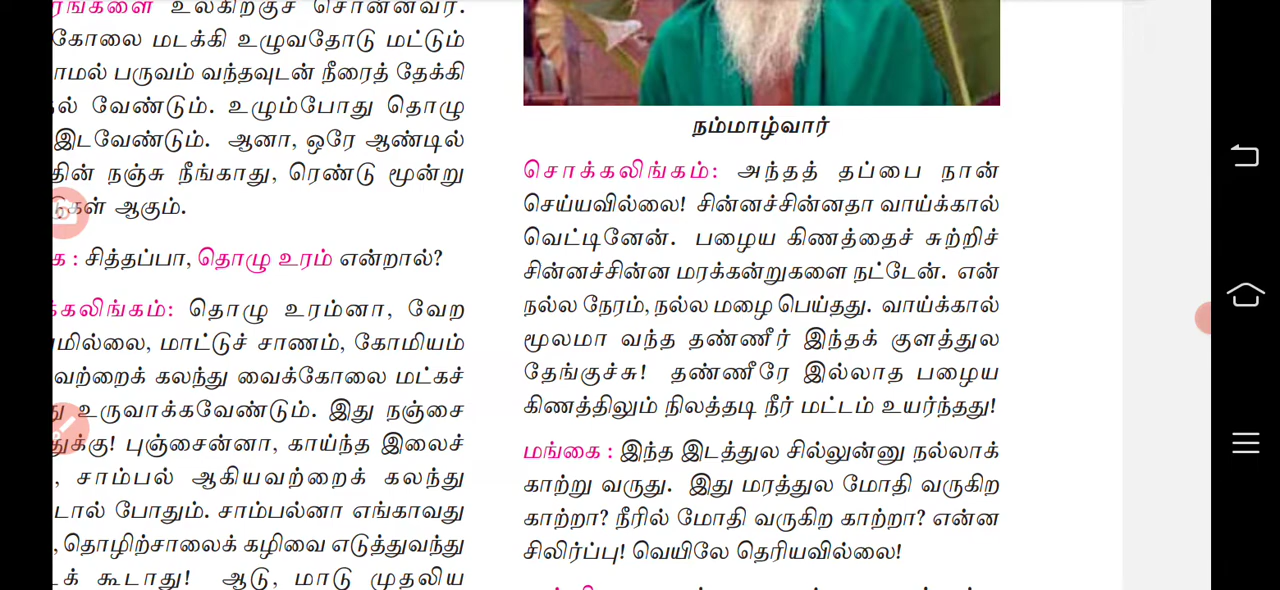 உலகிற்குச் சொன்னவர்.
மடக்கி உழுவதோடு மட்டும்
பருவம் வந்தவுடன் நீரைத் தேக்கி
வேண்டும். உழும்போது தொழு
இடவேண்டும். ஆனா, ஒரே ஆண்டில்
நஞ்சு நீங்காது, ரெண்டு மூன்று
ஆகும்.
: சித்தப்பா, தொழு உரம் என்றால்?
தொழு உரம்னா, வேற
மாட்டுச் சாணம், கோமியம்
கலந்து வைக்கோலை மட்கச்
உருவாக்கவேண்டும். இது நஞ்சை
புஞ்சைன்னா, காய்ந்த இலைச்
சாம்பல் ஆகியவற்றைக் கலந்து
போதும். சாம்பல்னா எங்காவது
தொழிற்சாலைக் கழிவை எடுத்துவந்து
கூடாது! ஆடு, மாடு முதலிய
நம்மாழ்வார்
சொக்கலிங்கம்: அந்தத் தப்பை நான்
செய்யவில்லை! சின்னச்சின்னதா வாய்க்கால்
வெட்டினேன். பழைய கிணத்தைச் சுற்றிச்
சின்னச்சின்ன மரக்கன்றுகளை நட்டேன். என்
நல்ல நேரம், நல்ல மழை பெய்தது. வாய்க்கால்
மூலமா வந்த தண்ணீர் இந்தக் குளத்துல
தேங்குச்சு! தண்ணீரே இல்லாத பழைய
கிணத்திலும் நிலத்தடி நீர் மட்டம் உயர்ந்தது!
மங்கை : இந்த இடத்துல சில்லுன்னு நல்லாக்
காற்று வருது. இது மரத்துல மோதி வருகிற
காற்றா? நீரில் மோதி வருகிற காற்றா? என்ன
சிலிர்ப்பு! வெயிலே தெரியவில்லை!